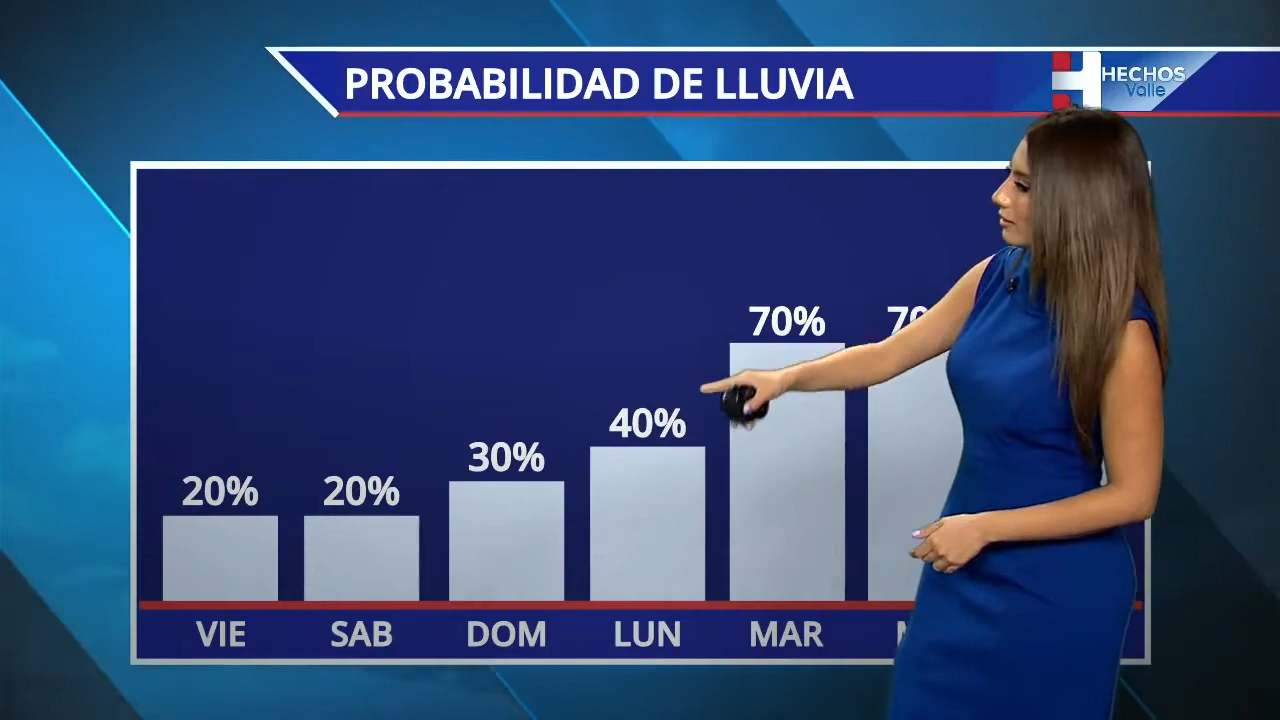 PROBABILIDAD DE LLUVIA
HECHOS
Valle
20%
20%
30%
40%
70%
VIE
SAB
DOM
LUN
MAR